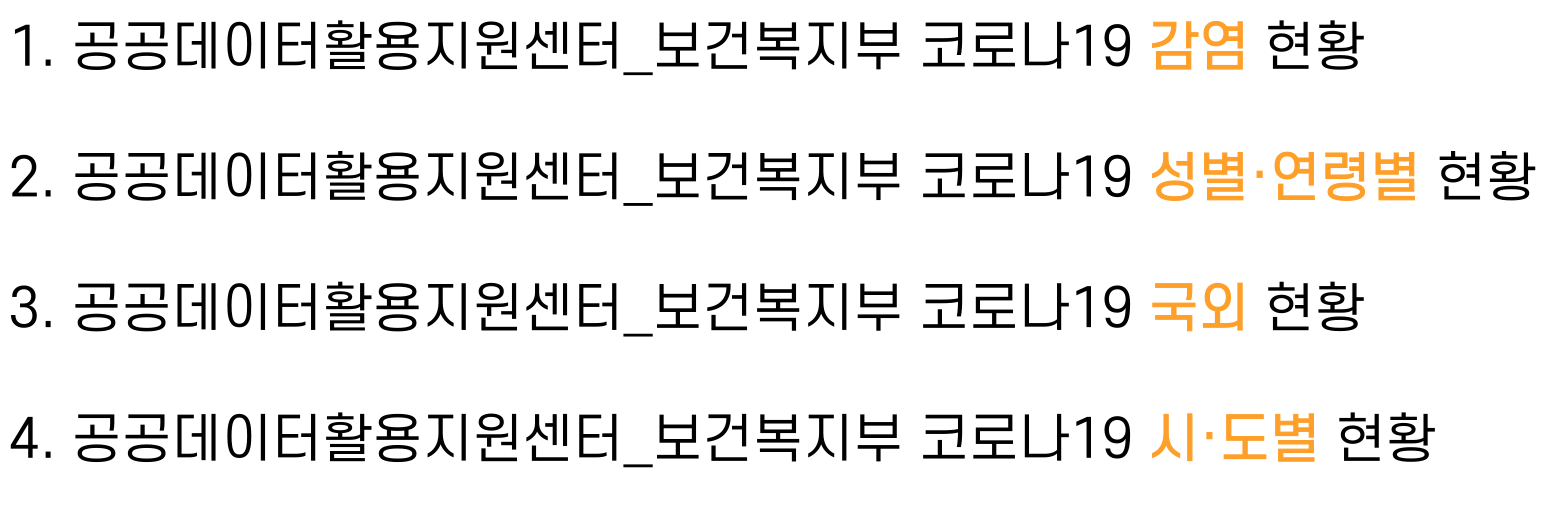 1. 공공데이터활용지원센터_보건복지부 코로나19 감염 현황
2. 공공데이터활용지원센터_보건복지부 코로나19 성별·연령별 현황
3. 공공데이터활용지원센터_보건복지부 코로나19 국외 현황
4. 공공데이터활용지원센터_보건복지부 코로나19 시·도별 현황